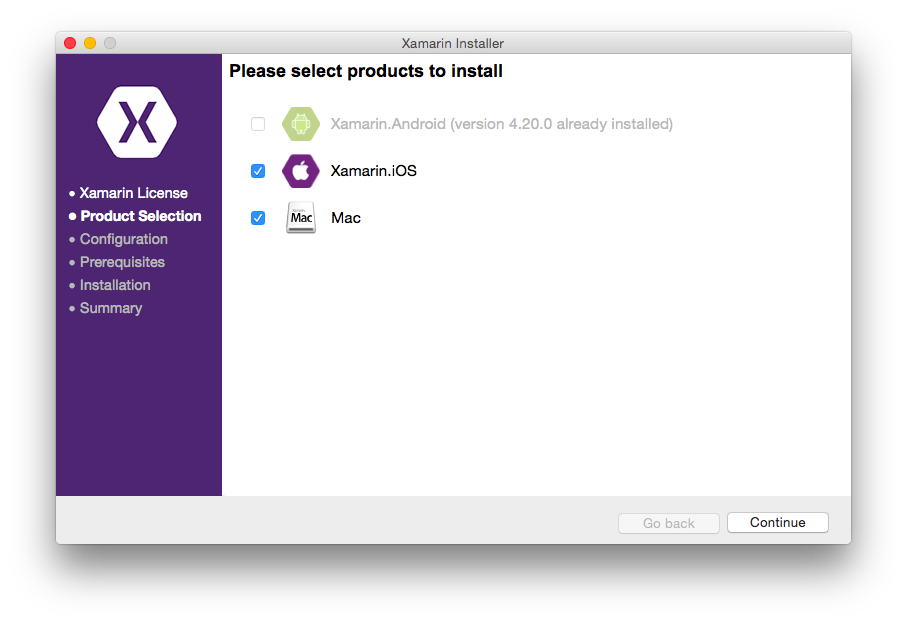 Xamarin Installer
Please select products to install
• Xamarin License
• Product Selection
• Configuration
• Prerequisites
• Installation
• Summary
Xamarin.Android (version 4.20.0 already installed)
Xamarin.iOS
Mac
Mac
Go back
Continue